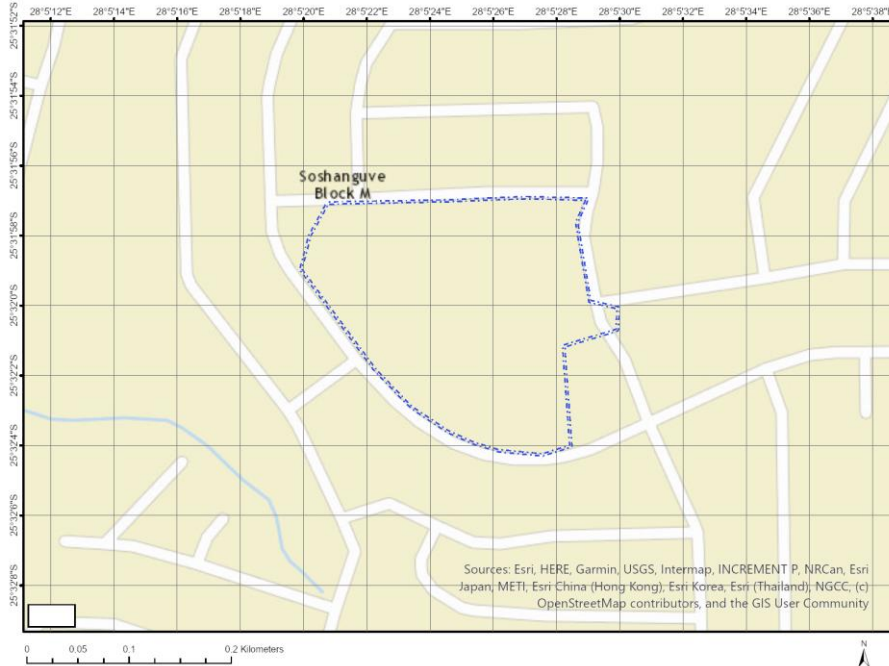 28°5'12"E 28°5'14"E 28°5'16"E 28°5'18"E 28°5'20"E 28°5'22"E 28°5'24"E 28°5'26"E 28°5'28"E 28°5'30"E 28°5'32"E 28°5'34"E 28°5'36"E 28°5'38"E
25°31'52"S
25°31'54"S
25°31'56"S
25°31'58"S
25°32'0"S
25°32'2"S
25°32'4"S
25°32'6"S
25°32'8"S
Soshanguve
Block M
Sources: Esri, HERE, Garmin, USGS, Intermap, INCREMENT P, NRCan, Esri
Japan, METI, Esri China (Hong Kong), Esri Korea, Esri (Thailand), NGCC, (c)
OpenStreetMap contributors, and the GIS User Community
0 0.05 0.1 0.2 Kilometers
N